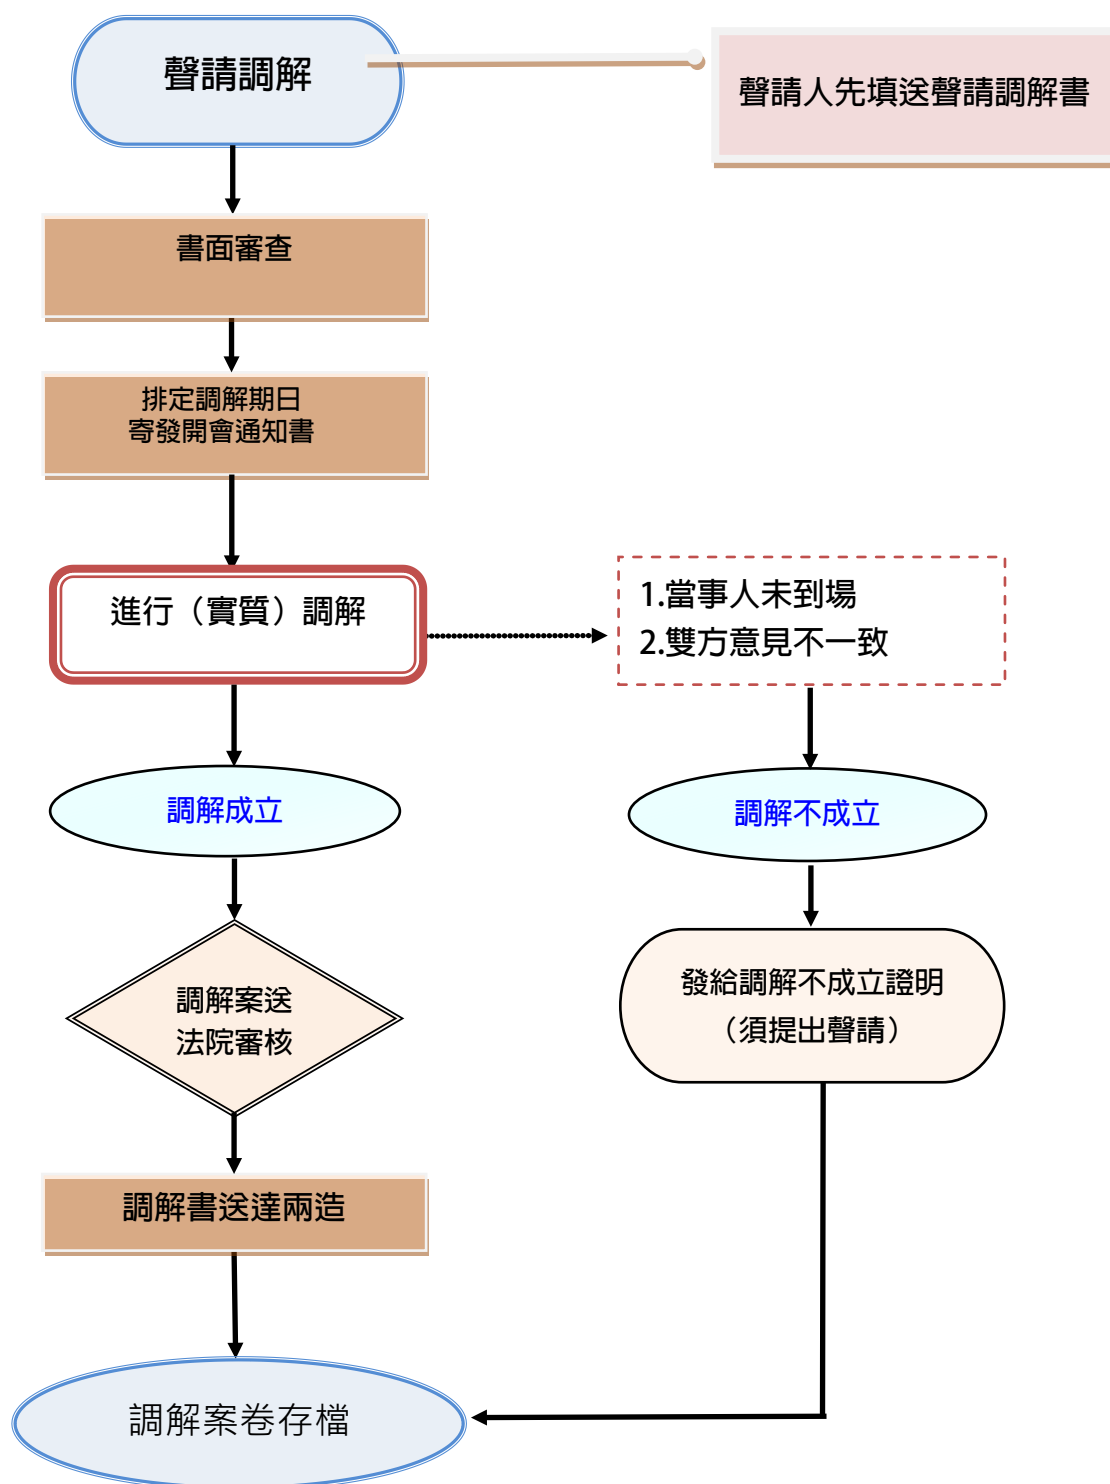 聲請調解
聲請人先填送聲請調解書
書面審查
排定調解期日
寄發開會通知書
進行（實質）調解
1.當事人未到場
2.雙方意見不一致
調解成立
調解不成立
調解案送
法院審核
發給調解不成立證明
（須提出聲請）
調解書送達兩造
調解案卷存檔